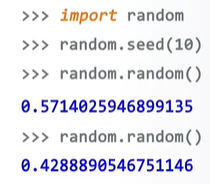 >>> import random
>>> random.seed(10)
>>> random.random()
0.5714025946899135
>>> random.random()
0.4288890546751146